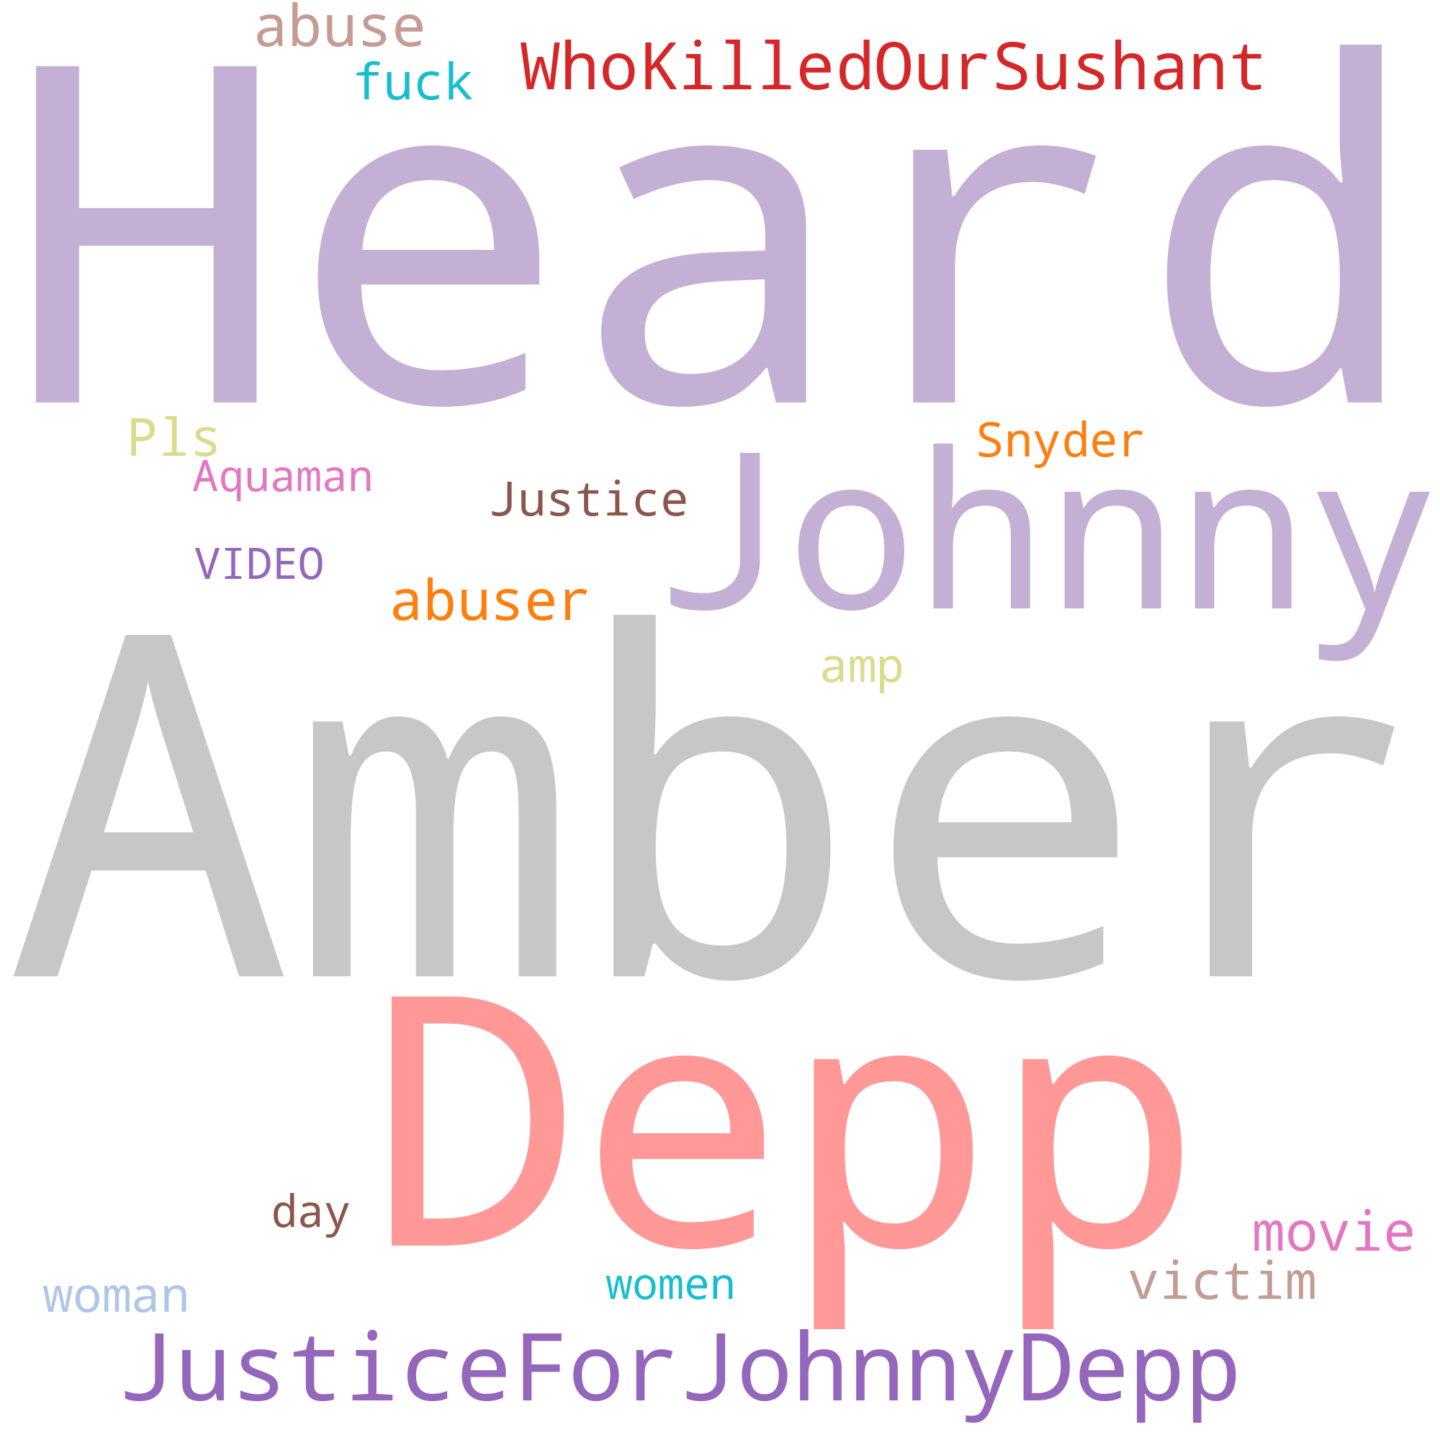 abuse
fuck
WhoKilledOurSushant
Heard
Pls
Snyder
Aquaman
Justice
Johnny
VIDEO
abuser
amp
Amber
Depp
day
movie
woman
women
victim
JusticeForJohnnyDepp